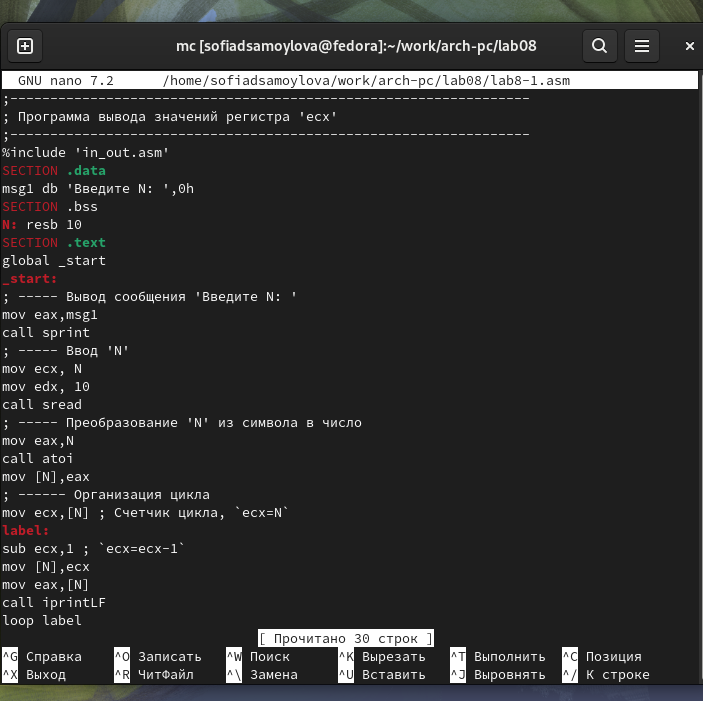 mc [sofiadsamoylova@fedora]:~/work/arch-pc/lab08
GNU nano 7.2 /home/sofiadsamoylova/work/arch-pc/lab08/lab8-1.asm
;-----------------------------------------------------------------
; Программа вывода значений регистра 'ecx'
;-----------------------------------------------------------------
%include 'in_out.asm'
SECTION .data
msg1 db 'Введите N: ',0h
SECTION .bss
N: resb 10
SECTION .text
global _start
_start:
; ----- Вывод сообщения 'Введите N: '
mov eax,msg1
call sprint
; ----- Ввод 'N'
mov ecx, N
mov edx, 10
call sread
; ----- Преобразование 'N' из символа в число
mov eax,N
call atoi
mov [N],eax
; ------ Организация цикла
mov ecx,[N] ; Счетчик цикла, `ecx=N`
label:
sub ecx,1 ; `ecx=ecx-1`
mov [N],ecx
mov eax,[N]
call iprintLF
loop label
[ Прочитано 30 строк ]
^G Справка ^O Записать ^W Поиск ^K Вырезать ^T Выполнить ^C Позиция
^X Выход ^R ЧитФайл ^\ Замена ^U Вставить ^J Выровнять ^/ К строке